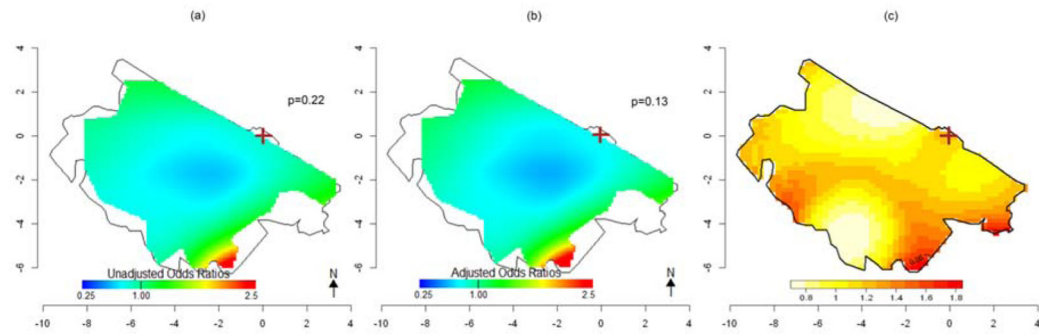 (a) (b) (c)
4 4 4
2 2 2
p=0.22 p=0.13
0 0 0
-2 -2 -2
-4 -4 -4
-6 -6 -6
Unadjusted Odds Ratios N Adjusted Odds Ratios N
0.25 1.00 2.5 0.25 1.00 2.5 0.8 1 1.2 1.4 1.6 1.8
-10 -8 -6 -4 -2 0 2 4 -10 -8 -6 -4 -2 0 2 4 -10 -8 -6 -4 -2 0 2 4